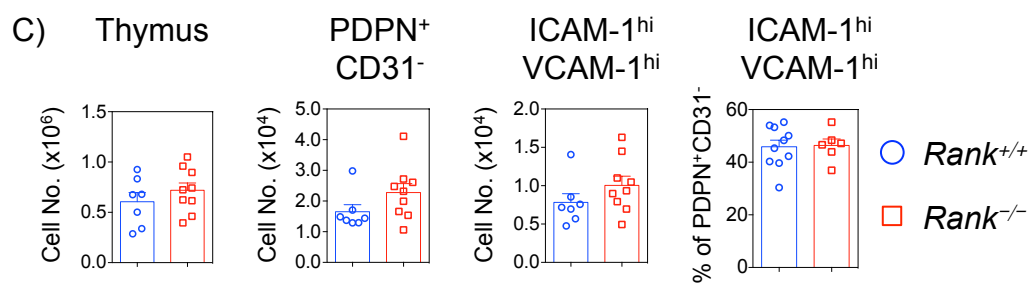 C)
Thymus
Cell No. (x10⁶)
1.5
1.0
0.5
0.0
PDPN⁺
CD31⁻
Cell No. (x10⁴)
5.0
4.0
3.0
2.0
1.0
0.0
ICAM-1ʰⁱ
VCAM-1ʰⁱ
Cell No. (x10⁴)
2.0
1.5
1.0
0.5
0.0
ICAM-1ʰⁱ
VCAM-1ʰⁱ
% of PDPN⁺CD31⁻
60
40
20
0
Rank⁺/⁺
Rank⁻/⁻